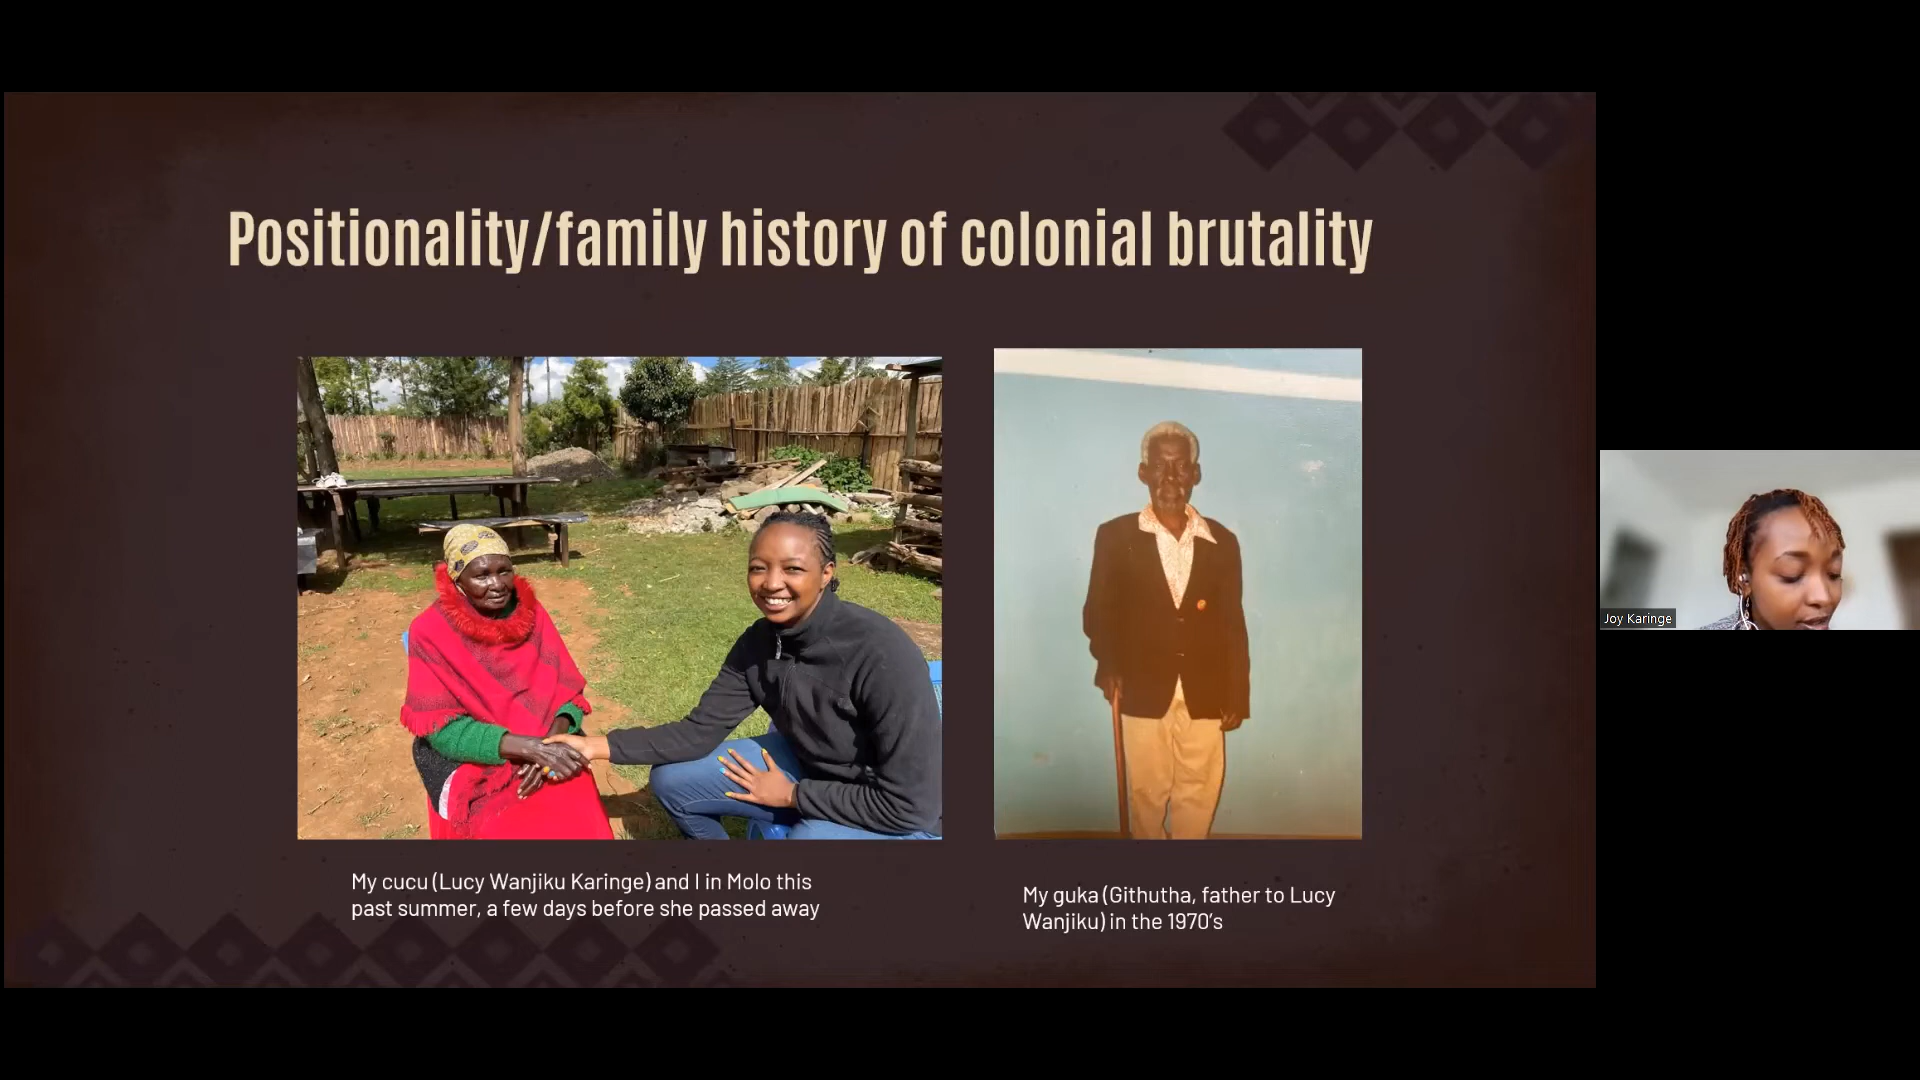 Positionality/family history of colonial brutality
My cucu (Lucy Wanjiku Karinge) and I in Molo this
past summer, a few days before she passed away
My guka (Githutha, father to Lucy
Wanjiku) in the 1970's
Joy Karinge